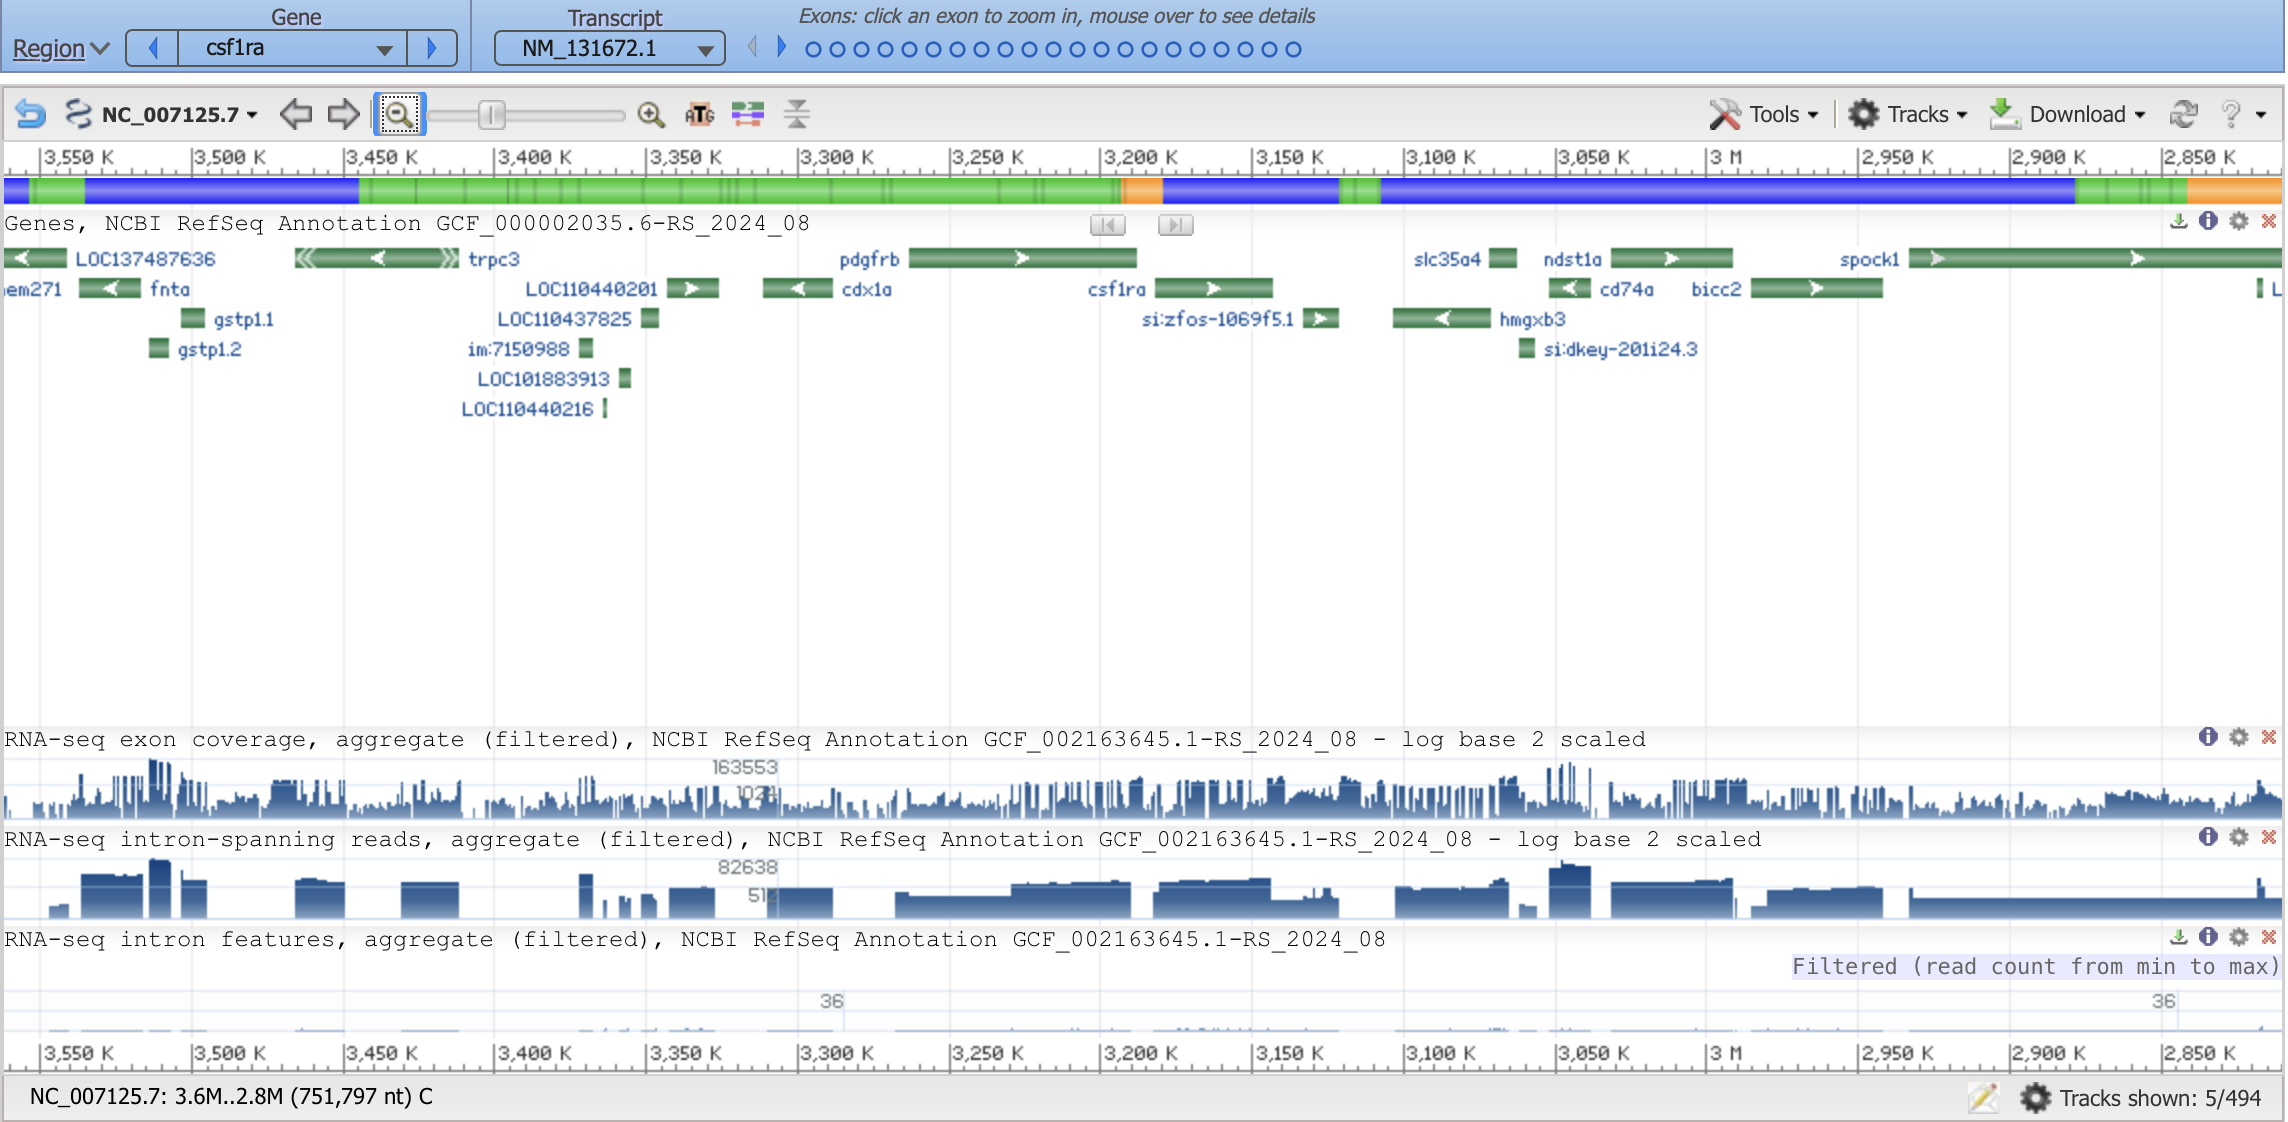 Gene Transcript Exons: click an exon to zoom in, mouse over to see details
Region csf1ra NM_131672.1
NC_007125.7 ATG Tools Tracks Download ?
3,550 K 3,500 K 3,450 K 3,400 K 3,350 K 3,300 K 3,250 K 3,200 K 3,150 K 3,100 K 3,050 K 3 M 2,950 K 2,900 K 2,850 K
Genes, NCBI RefSeq Annotation GCF_000002035.6-RS_2024_08
LOC137487636 trpc3 pdgfrb slc35a4 ndst1a spock1
em271 fnta LOC110440201 cdx1a csf1ra cd74a bicc2 L
gstp1.1 LOC110437825 si:zfos-1069f5.1 hmgxb3
gstp1.2 im:7150988 si:dkey-201i24.3
LOC101883913
LOC110440216
RNA-seq exon coverage, aggregate (filtered), NCBI RefSeq Annotation GCF_002163645.1-RS_2024_08 - log base 2 scaled
163553
1024
RNA-seq intron-spanning reads, aggregate (filtered), NCBI RefSeq Annotation GCF_002163645.1-RS_2024_08 - log base 2 scaled
82638
512
RNA-seq intron features, aggregate (filtered), NCBI RefSeq Annotation GCF_002163645.1-RS_2024_08
Filtered (read count from min to max)
36 36
3,550 K 3,500 K 3,450 K 3,400 K 3,350 K 3,300 K 3,250 K 3,200 K 3,150 K 3,100 K 3,050 K 3 M 2,950 K 2,900 K 2,850 K
NC_007125.7: 3.6M..2.8M (751,797 nt) C Tracks shown: 5/494